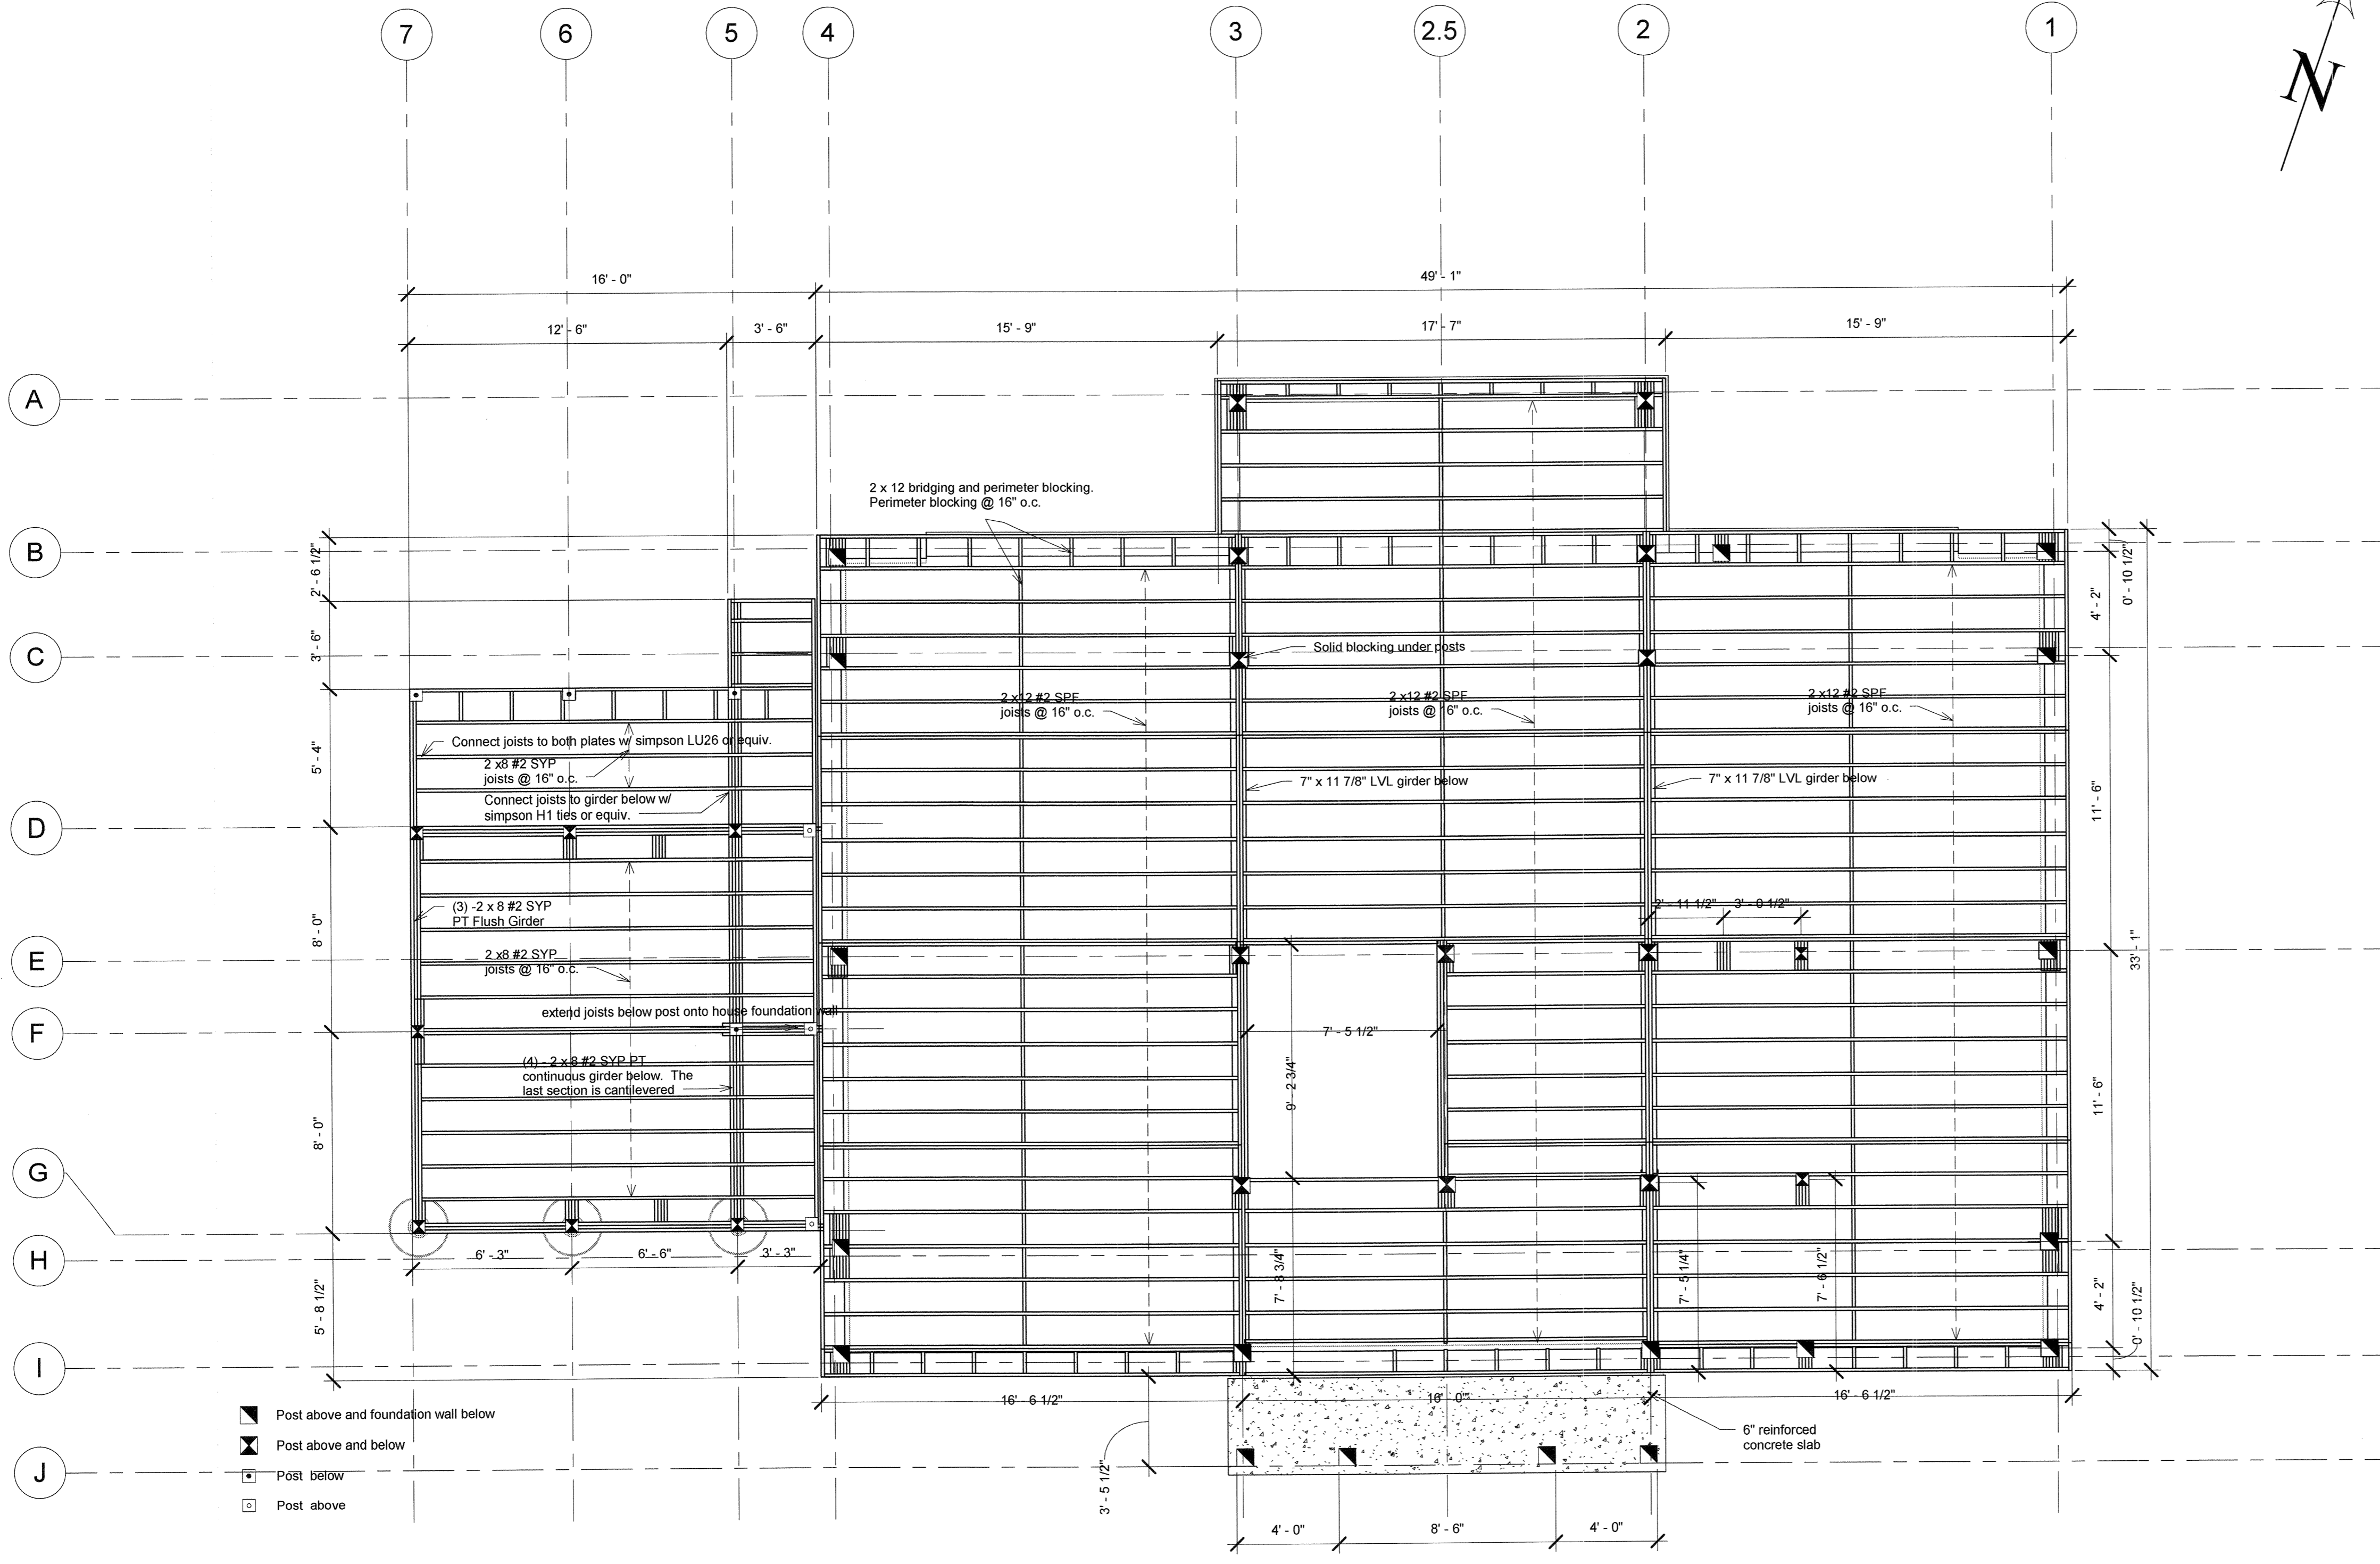 7
6
5
4
3
2.5
2
1
N
16' - 0"
49' - 1"
12' - 6"
3' - 6"
15' - 9"
17' - 7"
15' - 9"
A
2 x 12 bridging and perimeter blocking.
Perimeter blocking @ 16" o.c.
B
2' - 6 1/2"
0' - 10 1/2"
4' - 2"
C
3' - 6"
Solid blocking under posts
2 x12 #2 SPF
joists @ 16" o.c.
2 x12 #2 SPF
joists @ 16" o.c.
2 x12 #2 SPF
joists @ 16" o.c.
Connect joists to both plates w/ simpson LU26 or equiv.
5' - 4"
2 x8 #2 SYP
joists @ 16" o.c.
Connect joists to girder below w/
simpson H1 ties or equiv.
7" x 11 7/8" LVL girder below
7" x 11 7/8" LVL girder below
11' - 6"
D
(3) -2 x 8 #2 SYP
PT Flush Girder
2' - 11 1/2"
3' - 0 1/2"
8' - 0"
E
2 x8 #2 SYP
joists @ 16" o.c.
33' - 1"
extend joists below post onto house foundation wall
F
7' - 5 1/2"
(4) - 2 x 8 #2 SYP PT
continuous girder below. The
last section is cantilevered
9' - 2 3/4"
11' - 6"
8' - 0"
G
H
6' - 3"
6' - 6"
3' - 3"
7' - 8 3/4"
7' - 5 1/4"
7' - 6 1/2"
4' - 2"
0' - 10 1/2"
5' - 8 1/2"
I
16' - 6 1/2"
16' - 0"
16' - 6 1/2"
Post above and foundation wall below
6" reinforced
concrete slab
Post above and below
J
Post below
3' - 5 1/2"
Post above
4' - 0"
8' - 6"
4' - 0"